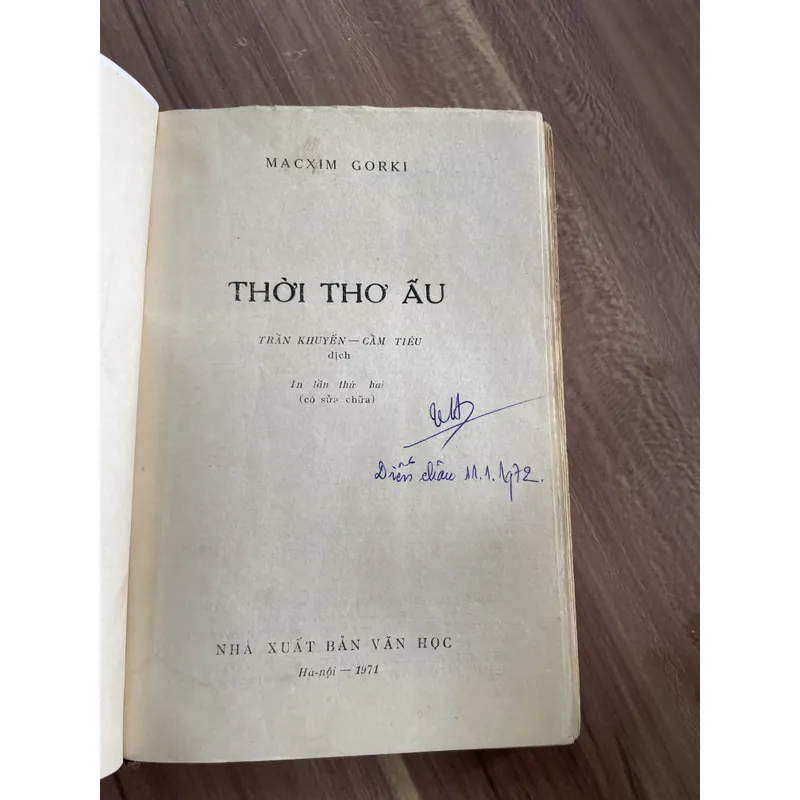 MACXIM GORKI
THỜI THƠ ẤU
TRẦN KHUYẾN — CẨM TIÊU
dịch
In lần thứ hai
(có sửa chữa)
Diễn châu 11.1.1972.
NHÀ XUẤT BẢN VĂN HỌC
Hà-nội — 1971